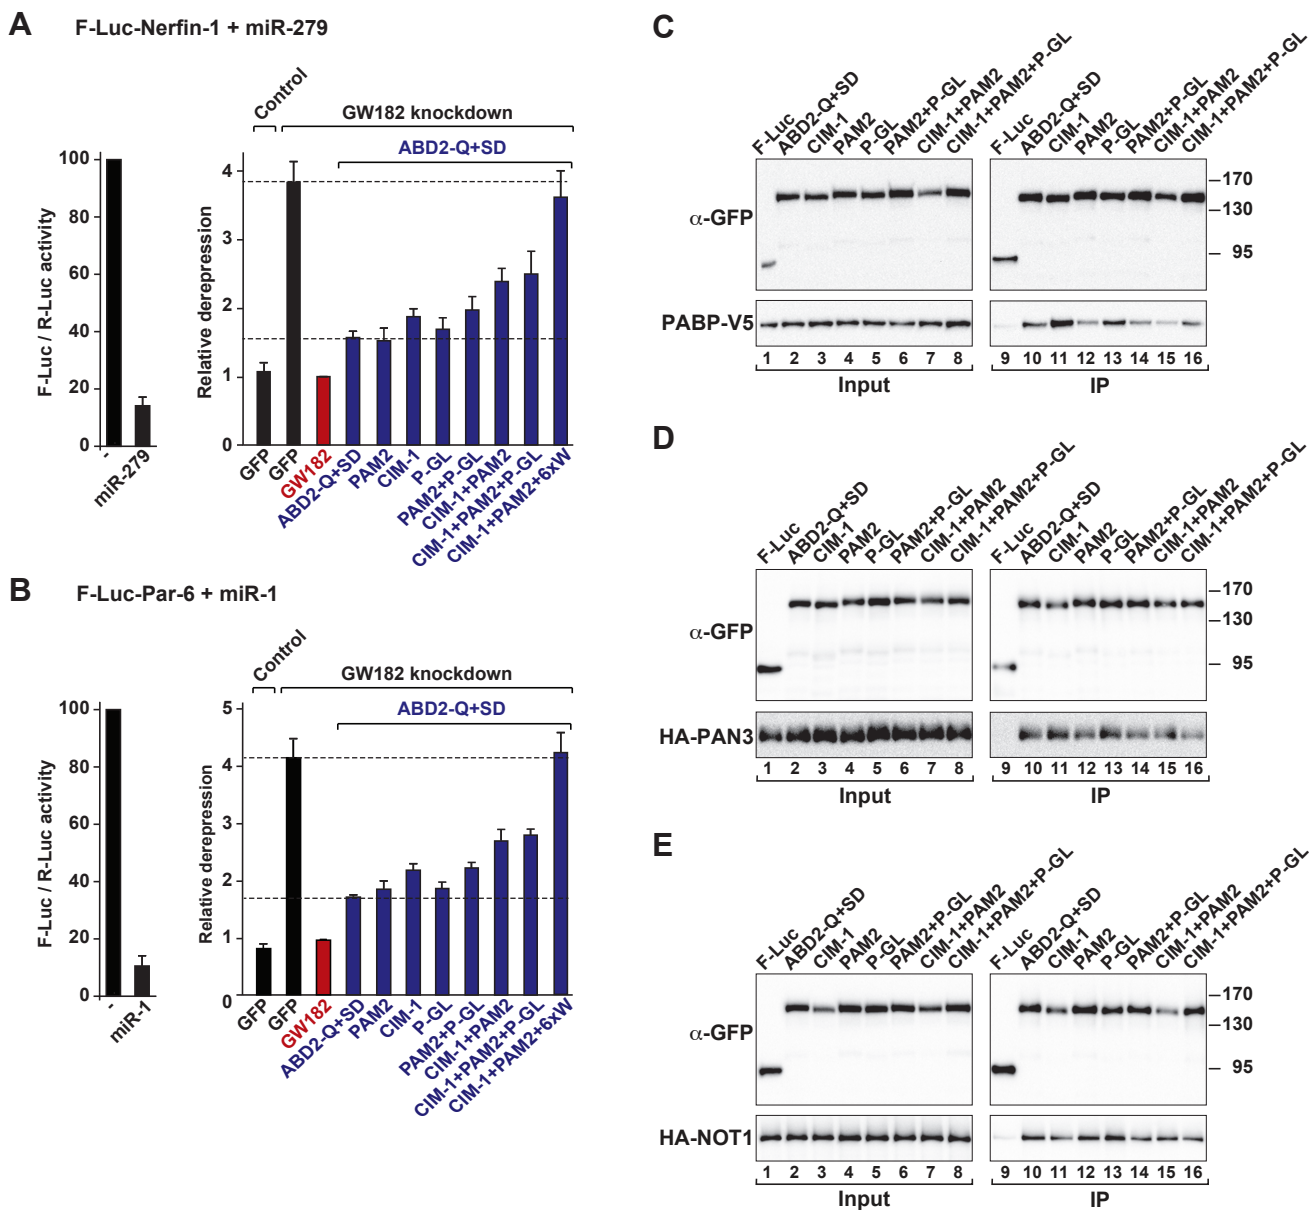 A
F-Luc-Nerfin-1 + miR-279
Control
GW182 knockdown
ABD2-Q+SD
F-Luc / R-Luc activity
100
80
60
40
20
0
-
miR-279
Relative derepression
4
3
2
1
0
GFP
GFP
GW182
ABD2-Q+SD
PAM2
CIM-1
P-GL
PAM2+P-GL
CIM-1+PAM2
CIM-1+PAM2+P-GL
CIM-1+PAM2+6xW
B
F-Luc-Par-6 + miR-1
Control
GW182 knockdown
ABD2-Q+SD
F-Luc / R-Luc activity
100
80
60
40
20
0
-
miR-1
Relative derepression
5
4
3
2
1
0
GFP
GFP
GW182
ABD2-Q+SD
PAM2
CIM-1
P-GL
PAM2+P-GL
CIM-1+PAM2
CIM-1+PAM2+P-GL
CIM-1+PAM2+6xW
C
F-Luc
ABD2-Q+SD
CIM-1
PAM2
P-GL
PAM2+P-GL
CIM-1+PAM2
CIM-1+PAM2+P-GL
F-Luc
ABD2-Q+SD
CIM-1
PAM2
P-GL
PAM2+P-GL
CIM-1+PAM2
CIM-1+PAM2+P-GL
α-GFP
170
130
95
PABP-V5
1 2 3 4 5 6 7 8 9 10 11 12 13 14 15 16
Input IP
D
F-Luc
ABD2-Q+SD
CIM-1
PAM2
P-GL
PAM2+P-GL
CIM-1+PAM2
CIM-1+PAM2+P-GL
F-Luc
ABD2-Q+SD
CIM-1
PAM2
P-GL
PAM2+P-GL
CIM-1+PAM2
CIM-1+PAM2+P-GL
α-GFP
170
130
95
HA-PAN3
1 2 3 4 5 6 7 8 9 10 11 12 13 14 15 16
Input IP
E
F-Luc
ABD2-Q+SD
CIM-1
PAM2
P-GL
PAM2+P-GL
CIM-1+PAM2
CIM-1+PAM2+P-GL
F-Luc
ABD2-Q+SD
CIM-1
PAM2
P-GL
PAM2+P-GL
CIM-1+PAM2
CIM-1+PAM2+P-GL
α-GFP
170
130
95
HA-NOT1
1 2 3 4 5 6 7 8 9 10 11 12 13 14 15 16
Input IP